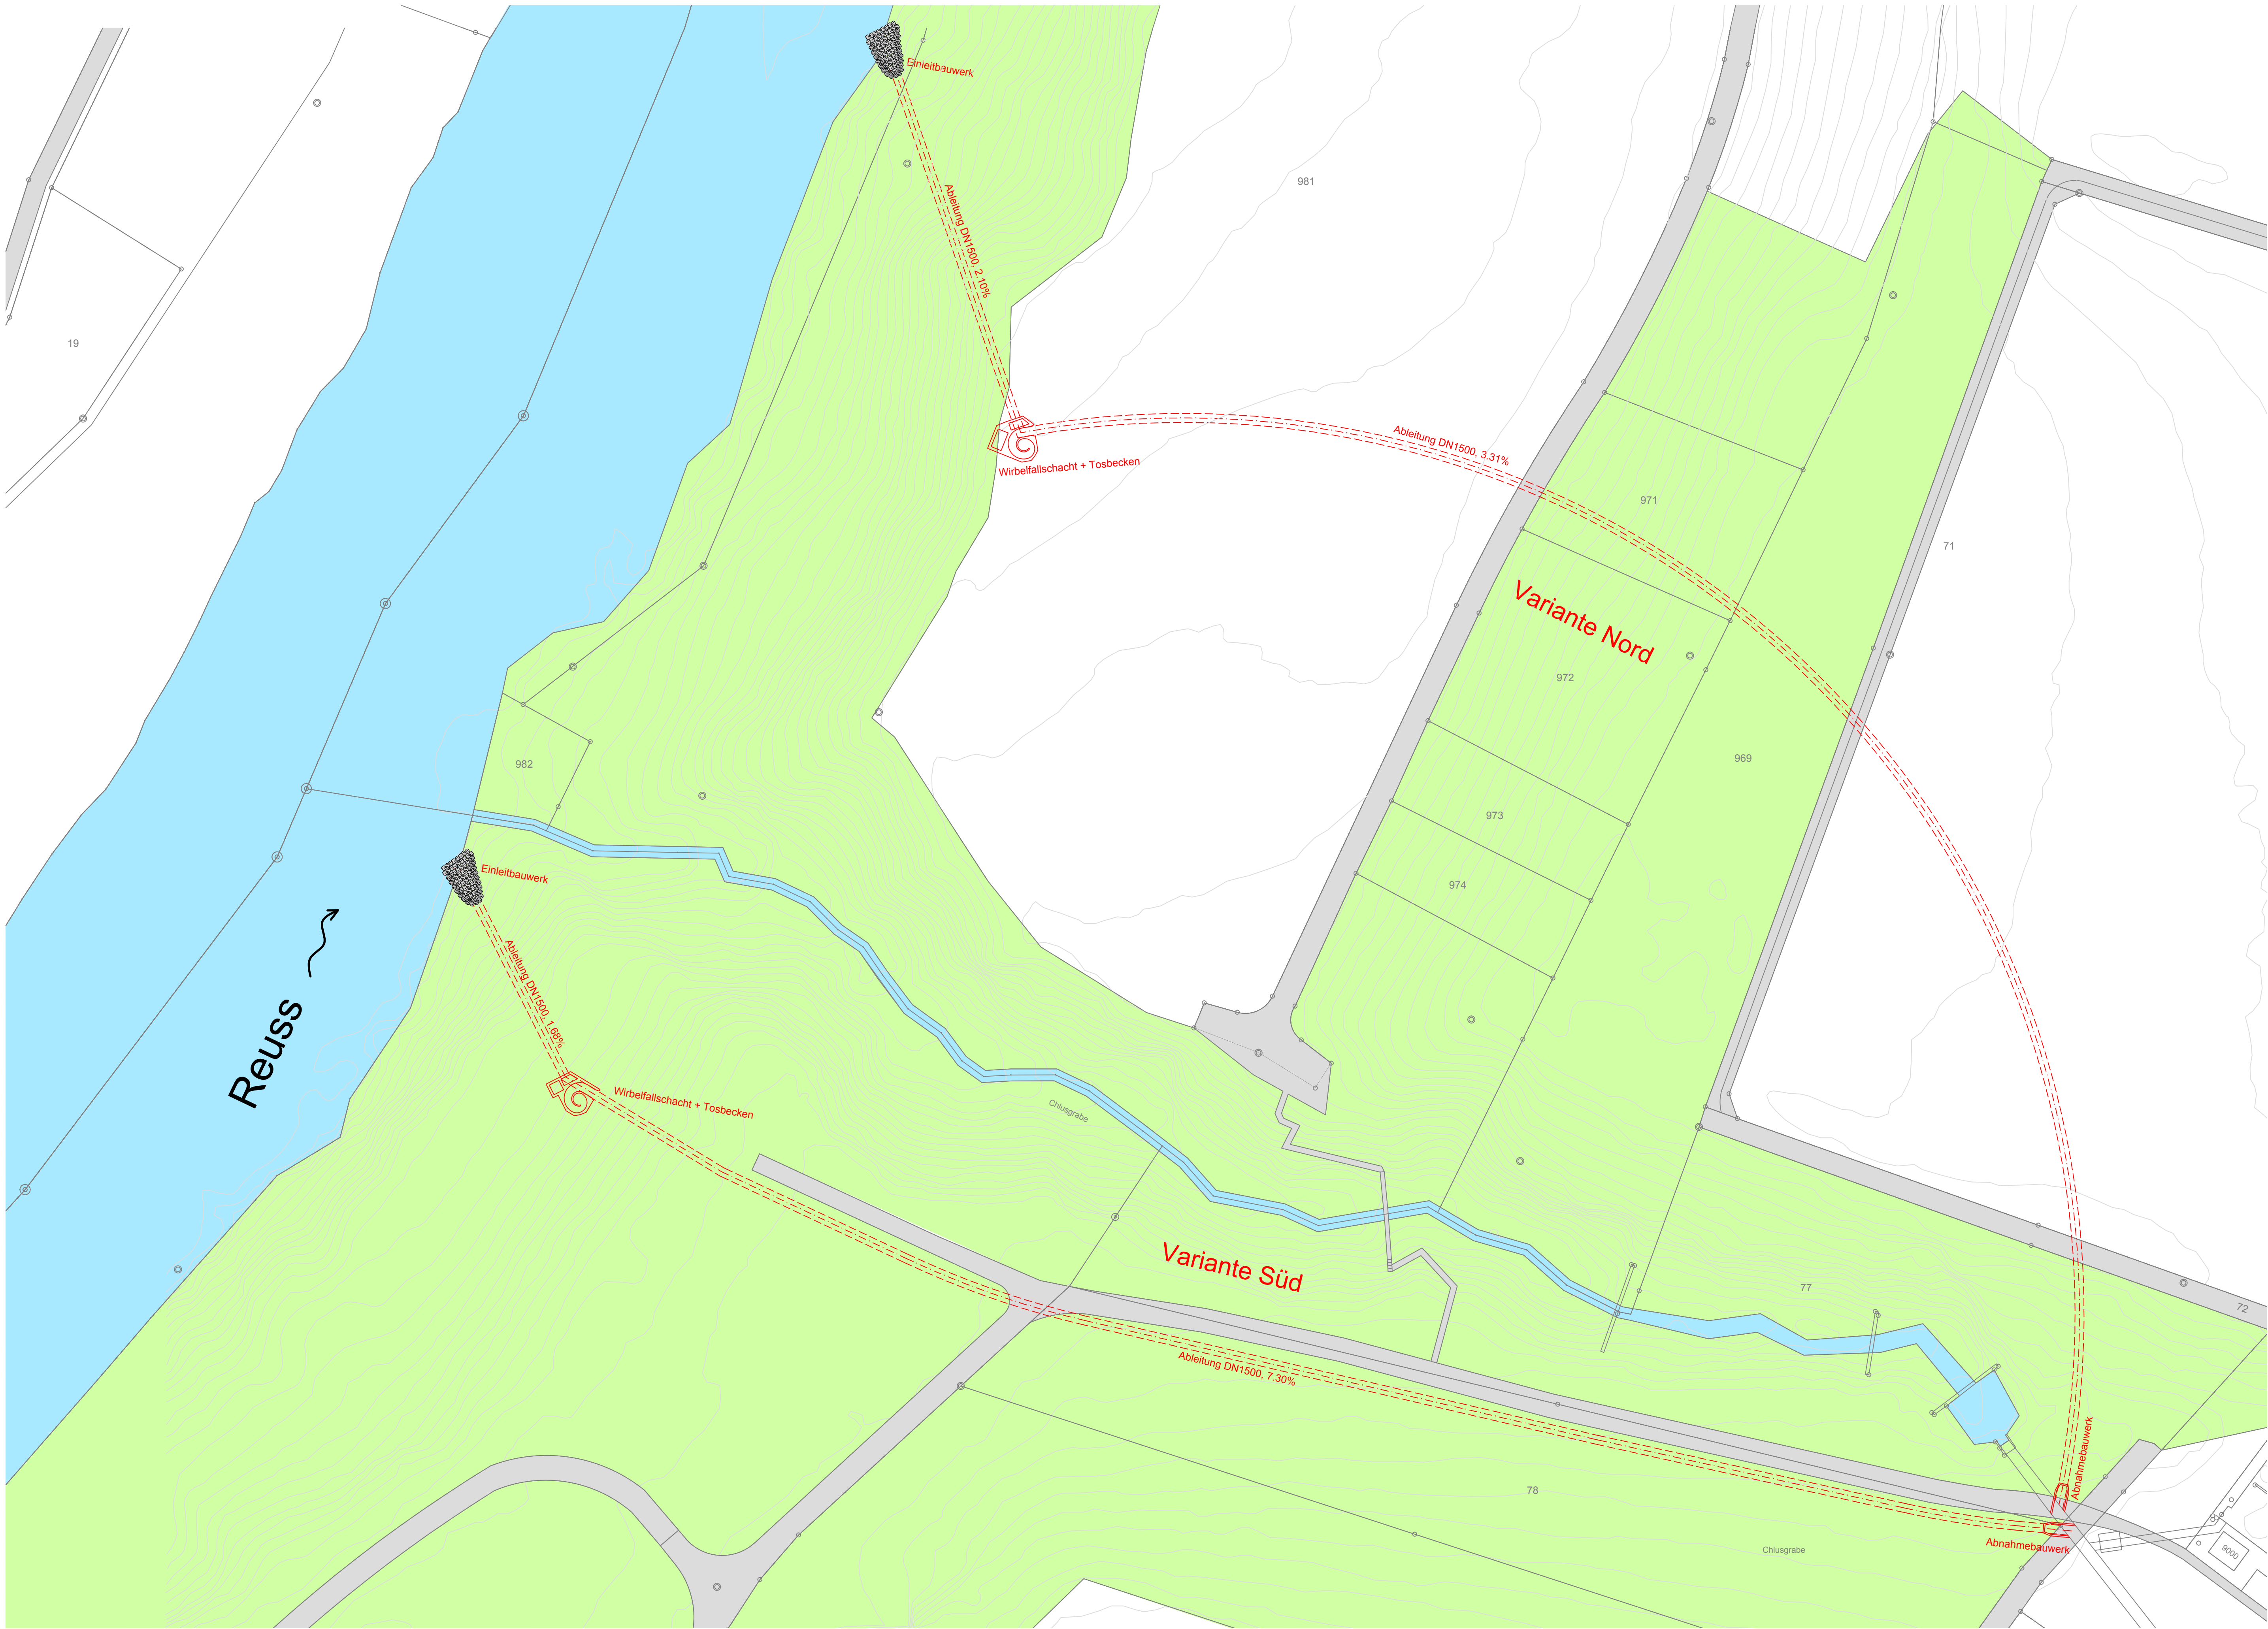 Einleitbauwerk
981
Ableitung DN1500, 2.10%
19
Ableitung DN1500, 3.31%
Wirbelfallschacht + Tosbecken
971
71
Variante Nord
972
969
982
973
Einleitbauwerk
974
Ableitung DN1500, 1.68%
Reuss
Wirbelfallschacht + Tosbecken
Chlusgrabe
Variante Süd
77
72
Ableitung DN1500, 7.30%
Abnahmebauwerk
78
Abnahmebauwerk
Chlusgrabe
9000